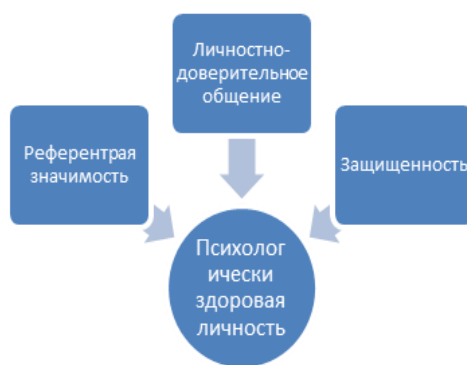 Личностно-
доверительное
общение
Референтрая
значимость
Защищенность
Психолог
ически
здоровая
личность